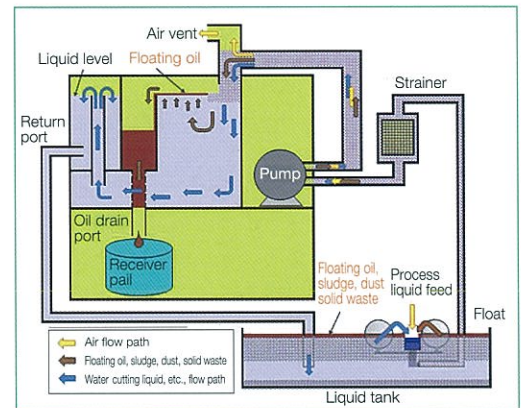 Air vent
Liquid level
Floating oil
Strainer
Return
port
Pump
Oil drain
port
Receiver
pail
Floating oil,
sludge, dust
solid waste
Process
liquid feed
Float
Air flow path
Floating oil, sludge, dust, solid waste
Water cutting liquid, etc., flow path
Liquid tank